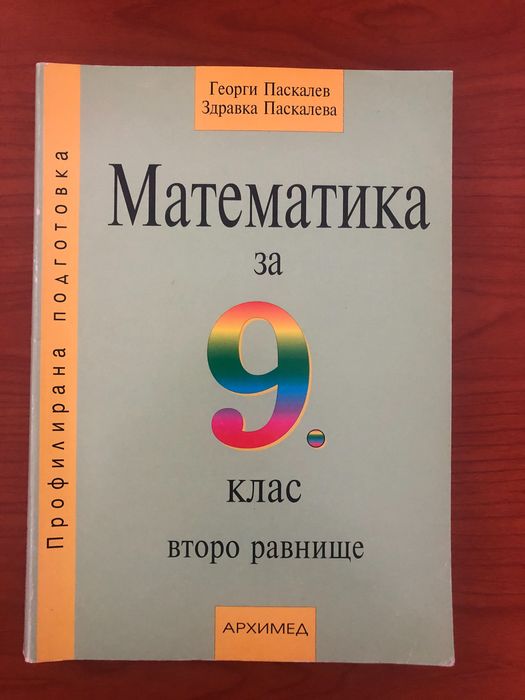 Георги Паскалев
Здравка Паскалева
Математика
за
9.
клас
второ равнище
АРХИМЕД
Профилирана подготовка